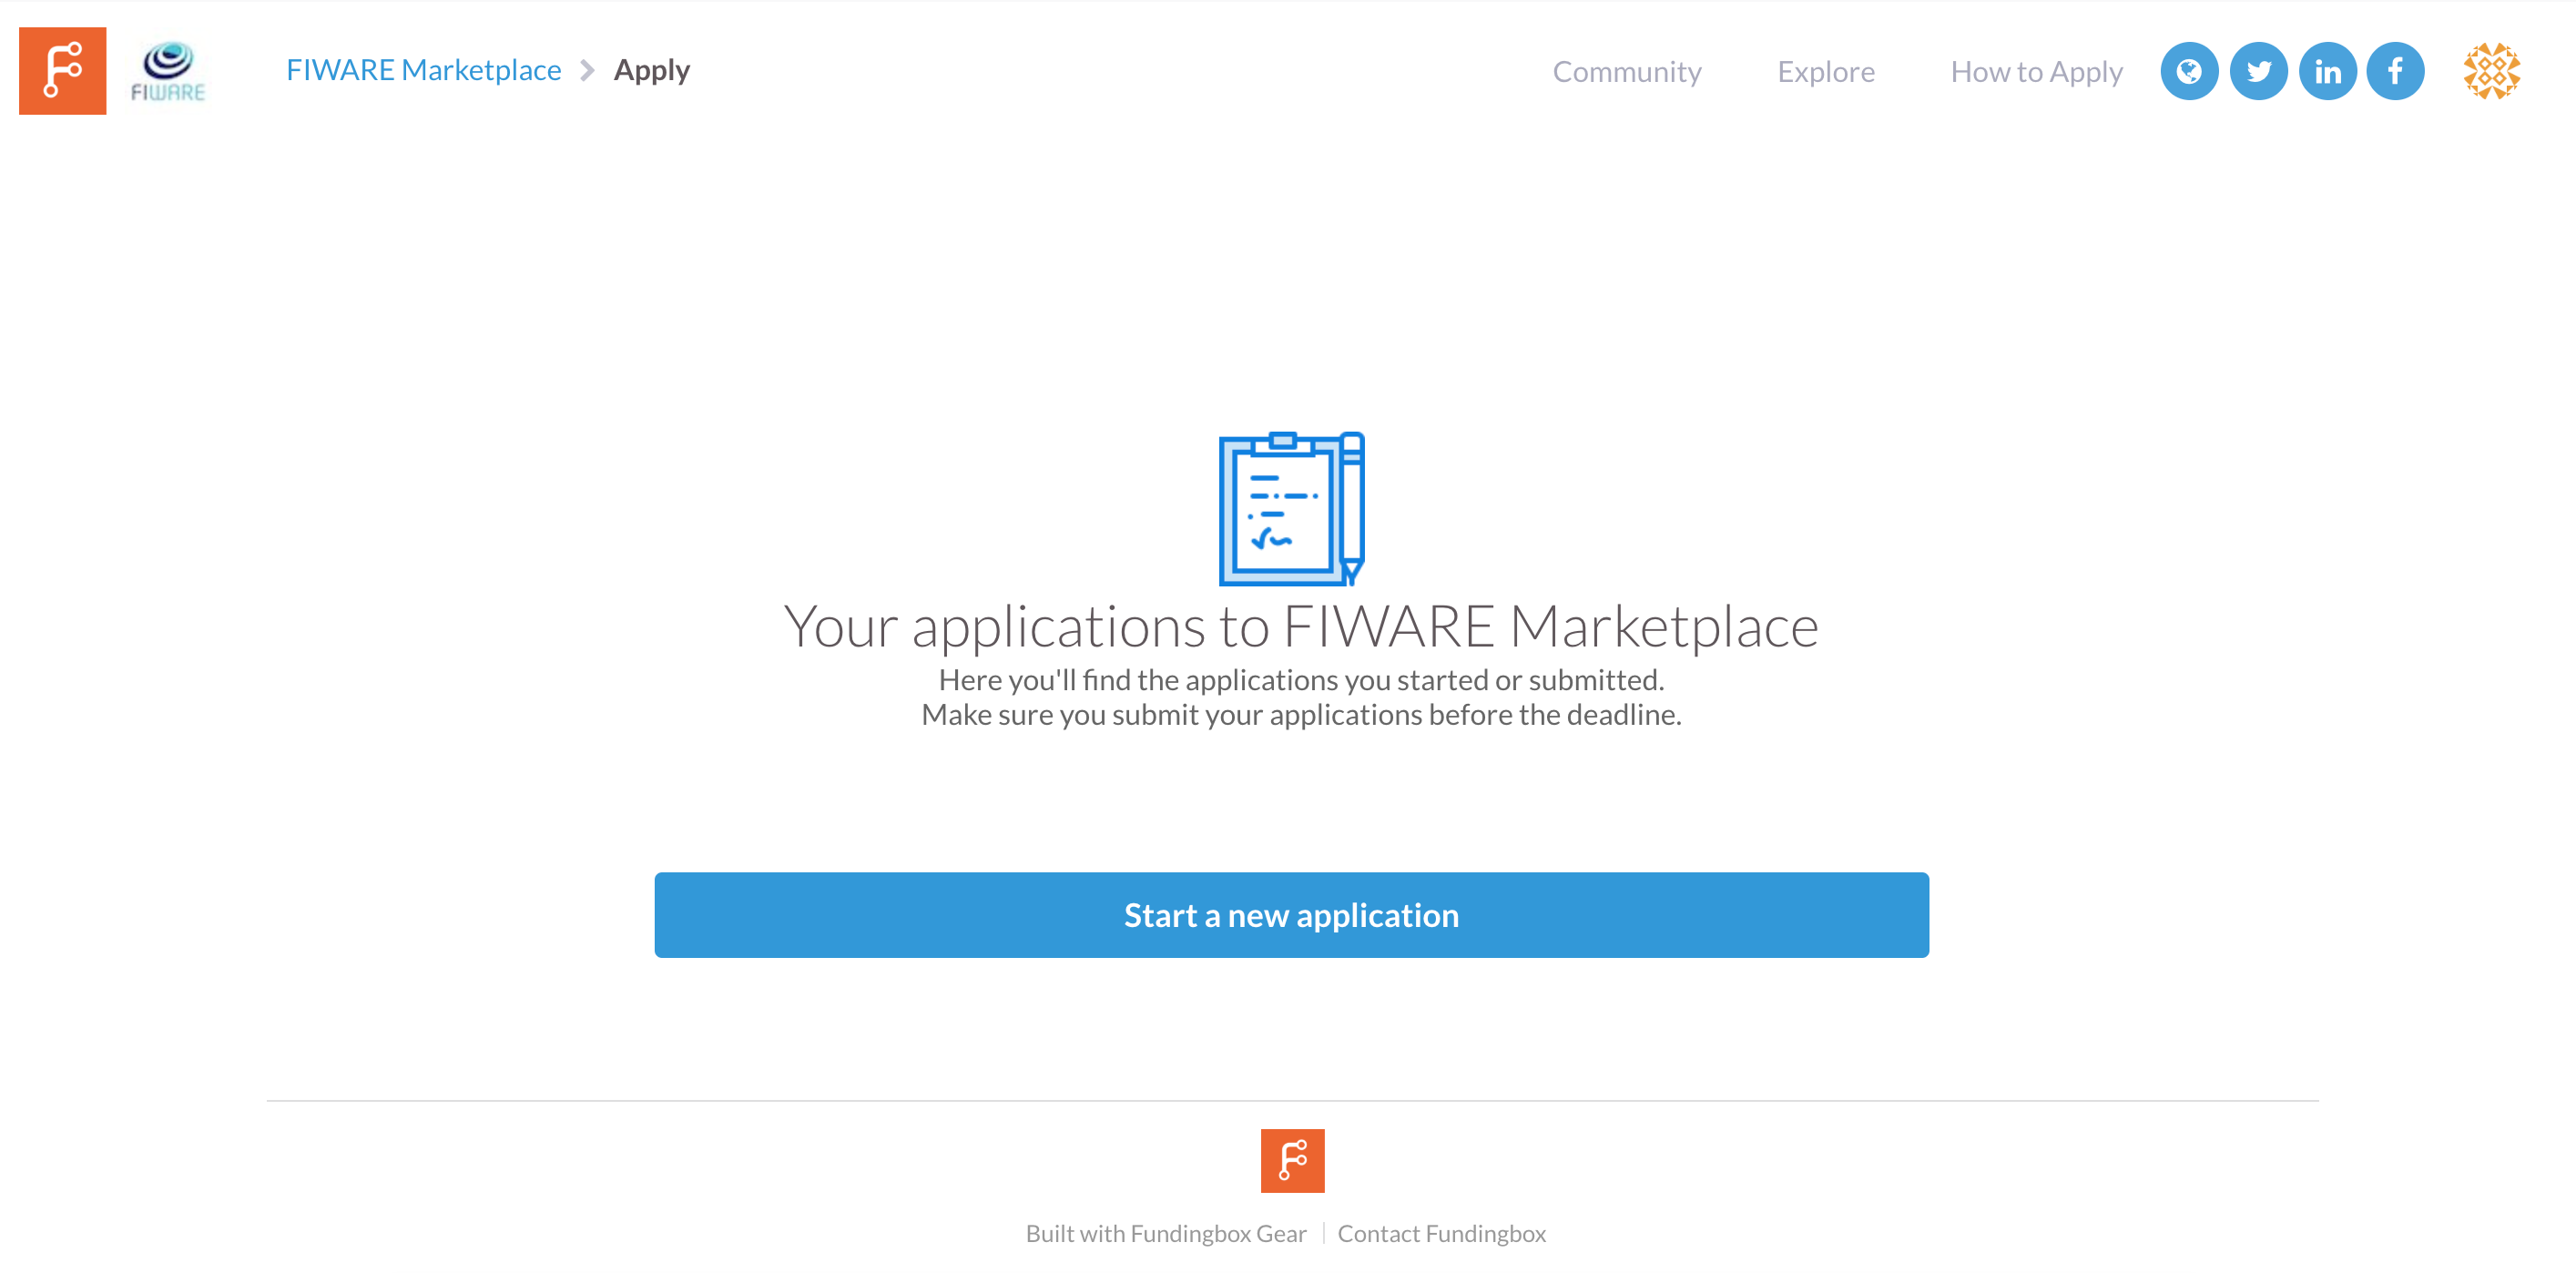 FIWARE
FIWARE Marketplace > Apply
Community
Explore
How to Apply
Your applications to FIWARE Marketplace
Here you'll find the applications you started or submitted.
Make sure you submit your applications before the deadline.
Start a new application
Built with Fundingbox Gear | Contact Fundingbox